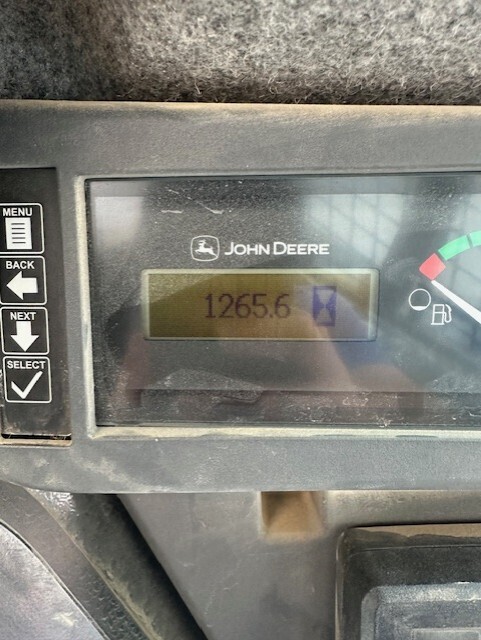 MENU
BACK
NEXT
SELECT
JOHN DEERE
1265.6